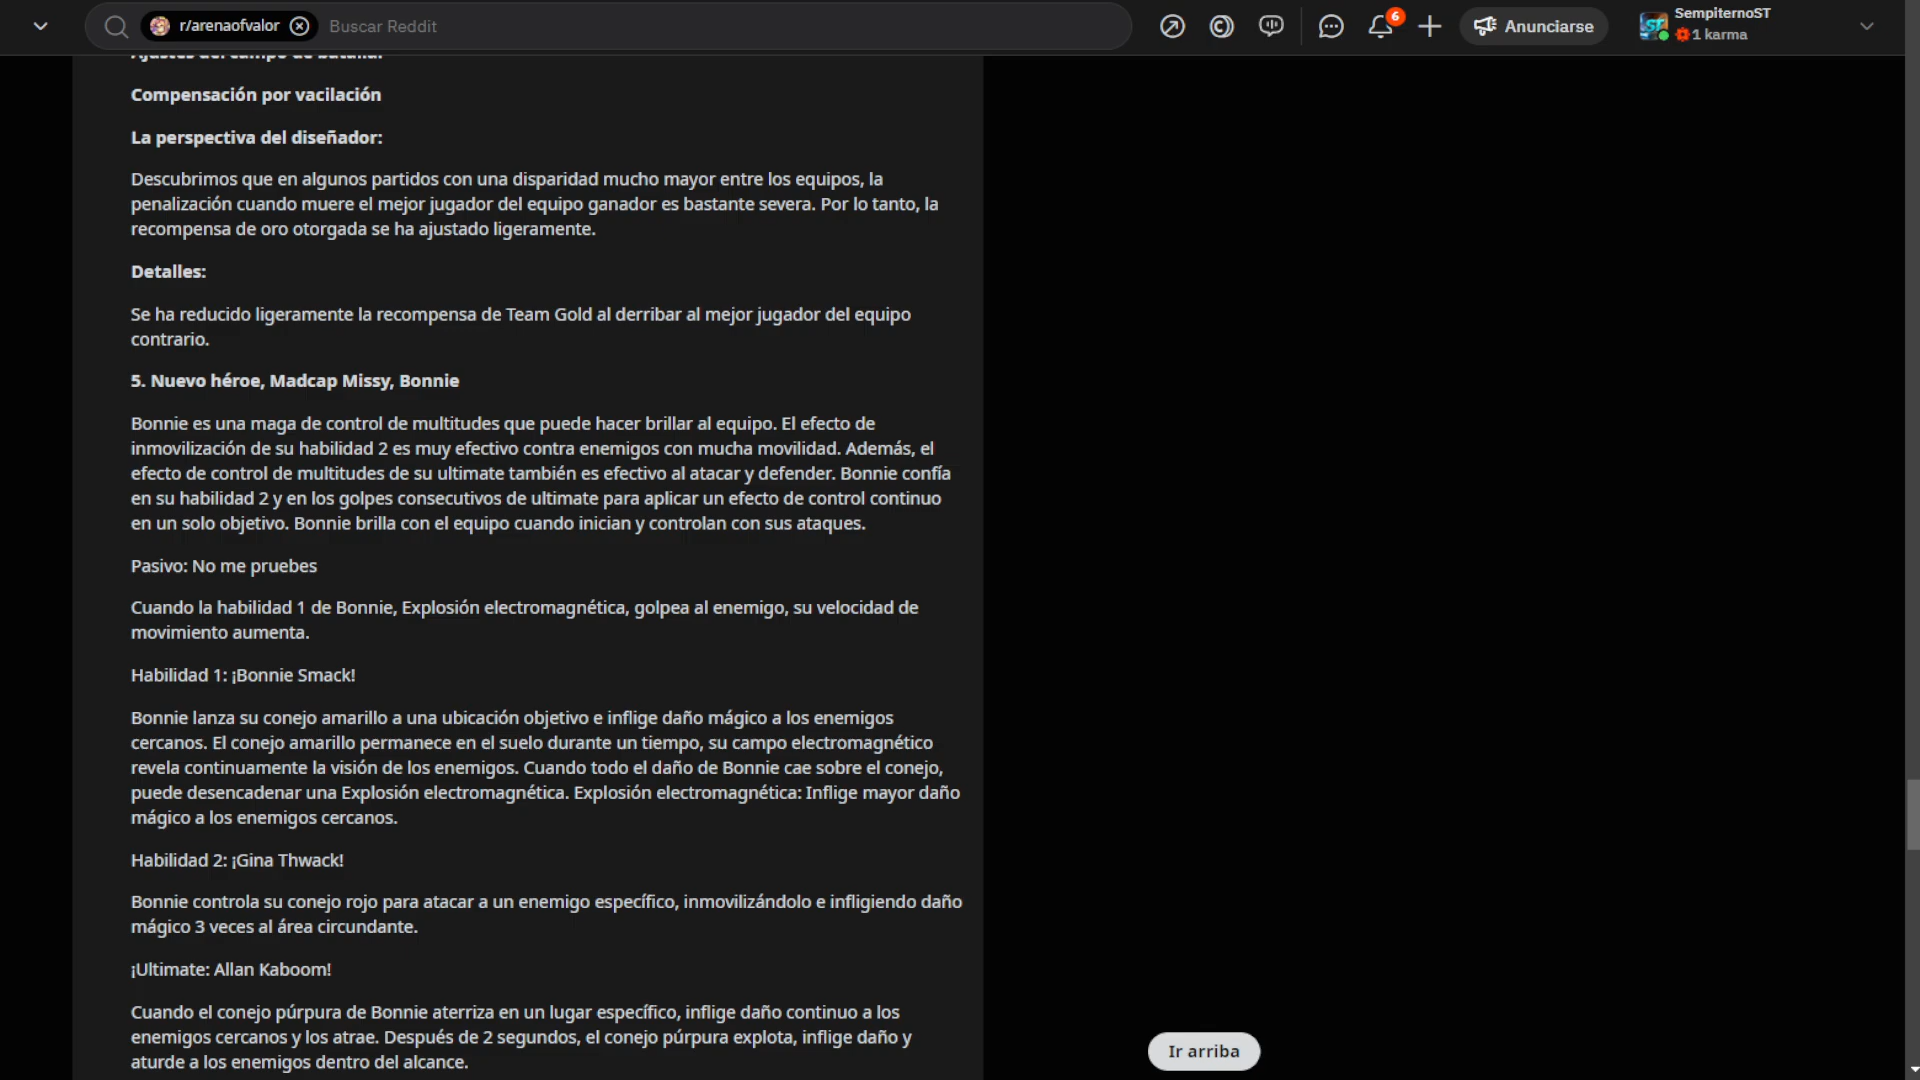 r/arenaofvalor
Buscar Reddit
6
Anunciarse
SempiternoST
1 karma
Ajustes del campo de batalla:
Compensación por vacilación
La perspectiva del diseñador:
Descubrimos que en algunos partidos con una disparidad mucho mayor entre los equipos, la
penalización cuando muere el mejor jugador del equipo ganador es bastante severa. Por lo tanto, la
recompensa de oro otorgada se ha ajustado ligeramente.
Detalles:
Se ha reducido ligeramente la recompensa de Team Gold al derribar al mejor jugador del equipo
contrario.
5. Nuevo héroe, Madcap Missy, Bonnie
Bonnie es una maga de control de multitudes que puede hacer brillar al equipo. El efecto de
inmovilización de su habilidad 2 es muy efectivo contra enemigos con mucha movilidad. Además, el
efecto de control de multitudes de su ultimate también es efectivo al atacar y defender. Bonnie confía
en su habilidad 2 y en los golpes consecutivos de ultimate para aplicar un efecto de control continuo
en un solo objetivo. Bonnie brilla con el equipo cuando inician y controlan con sus ataques.
Pasivo: No me pruebes
Cuando la habilidad 1 de Bonnie, Explosión electromagnética, golpea al enemigo, su velocidad de
movimiento aumenta.
Habilidad 1: ¡Bonnie Smack!
Bonnie lanza su conejo amarillo a una ubicación objetivo e inflige daño mágico a los enemigos
cercanos. El conejo amarillo permanece en el suelo durante un tiempo, su campo electromagnético
revela continuamente la visión de los enemigos. Cuando todo el daño de Bonnie cae sobre el conejo,
puede desencadenar una Explosión electromagnética. Explosión electromagnética: Inflige mayor daño
mágico a los enemigos cercanos.
Habilidad 2: ¡Gina Thwack!
Bonnie controla su conejo rojo para atacar a un enemigo específico, inmovilizándolo e infligiendo daño
mágico 3 veces al área circundante.
¡Ultimate: Allan Kaboom!
Cuando el conejo púrpura de Bonnie aterriza en un lugar específico, inflige daño continuo a los
enemigos cercanos y los atrae. Después de 2 segundos, el conejo púrpura explota, inflige daño y
aturde a los enemigos dentro del alcance.
Ir arriba